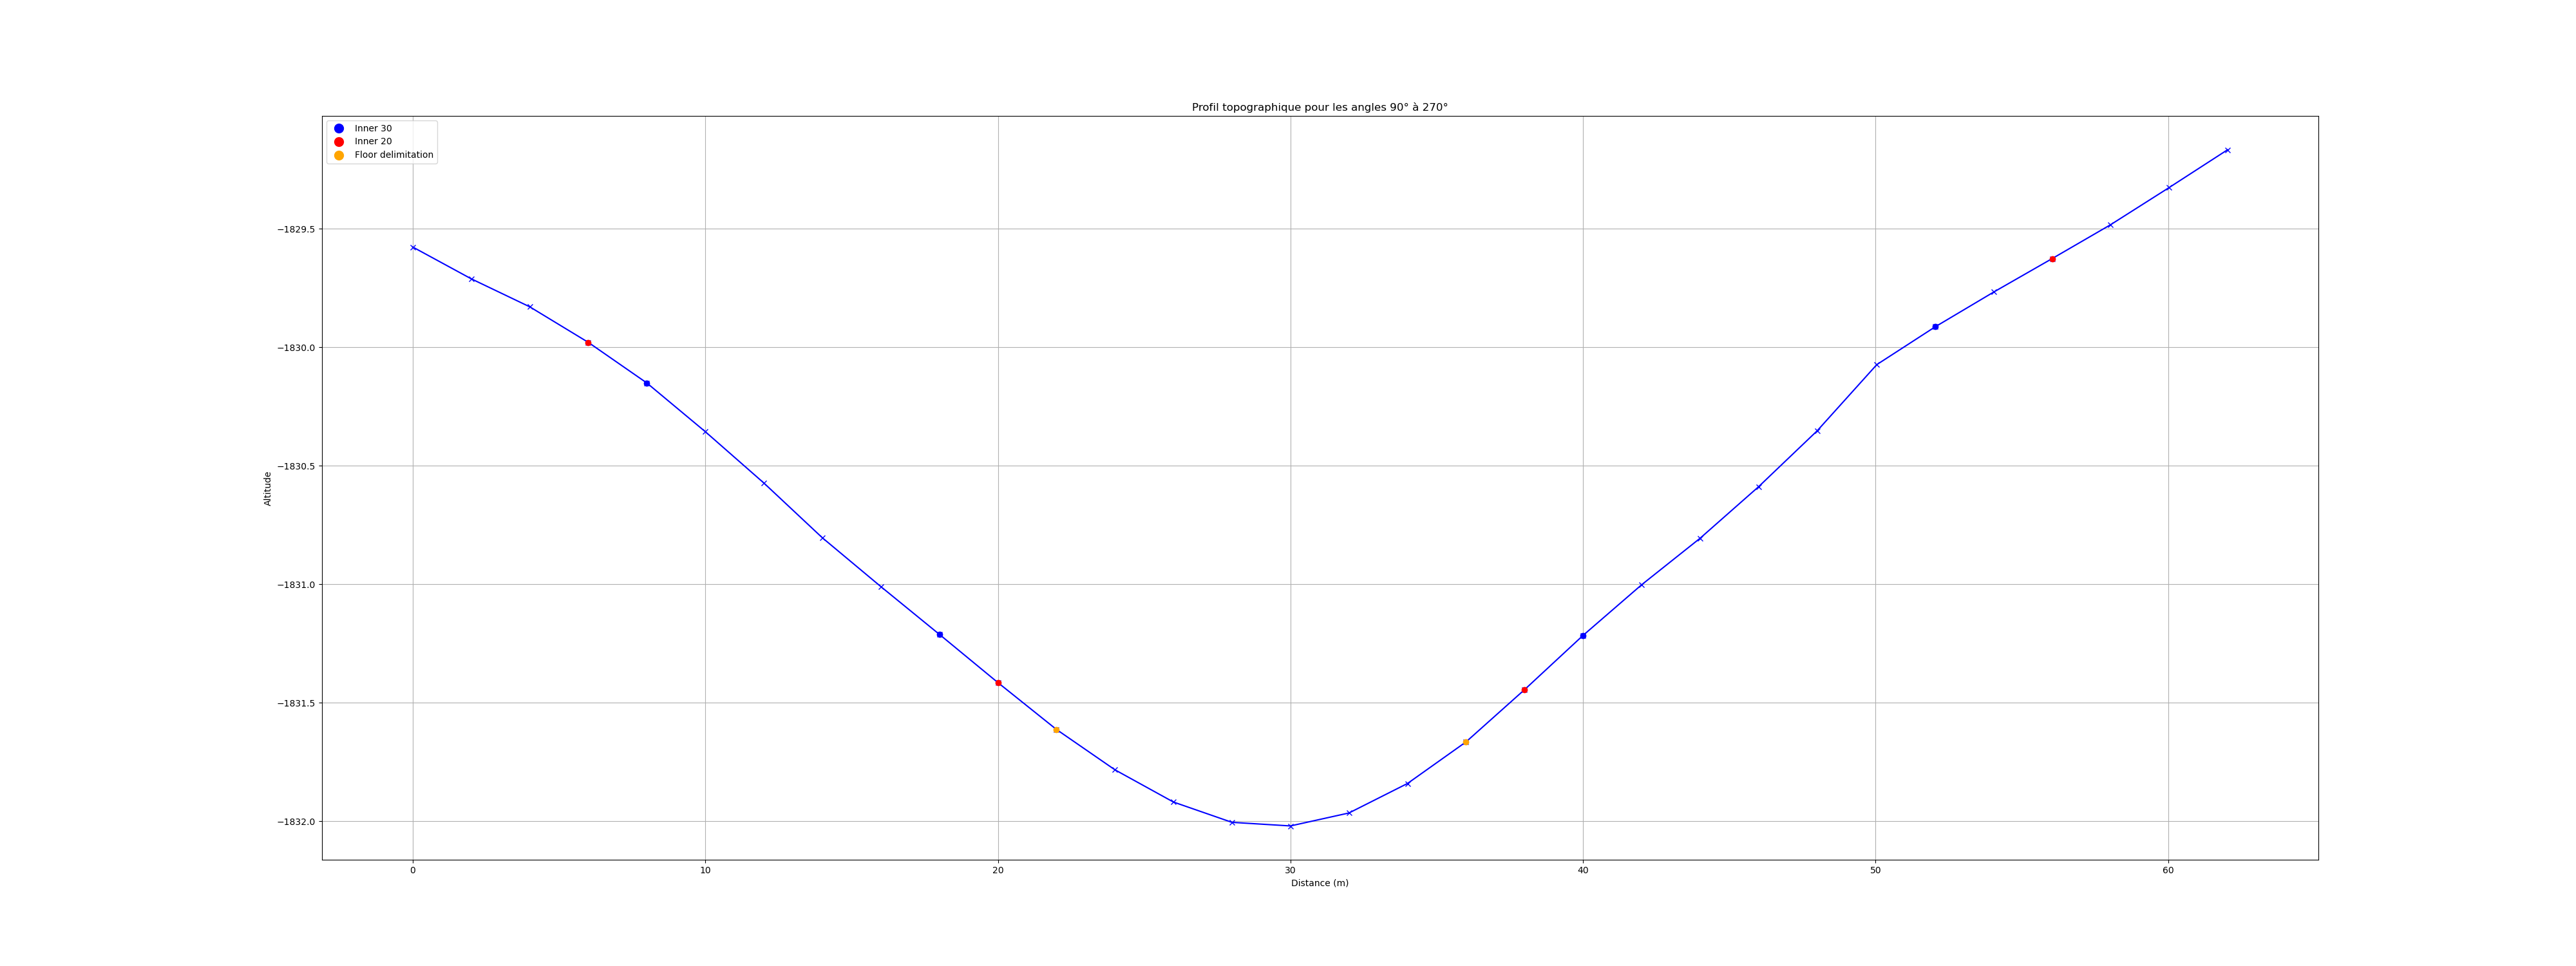 Profil topographique pour les angles 90° à 270°
Inner 30
Inner 20
Floor delimitation
Altitude
−1829.5
−1830.0
−1830.5
−1831.0
−1831.5
−1832.0
0 10 20 30 40 50 60
Distance (m)